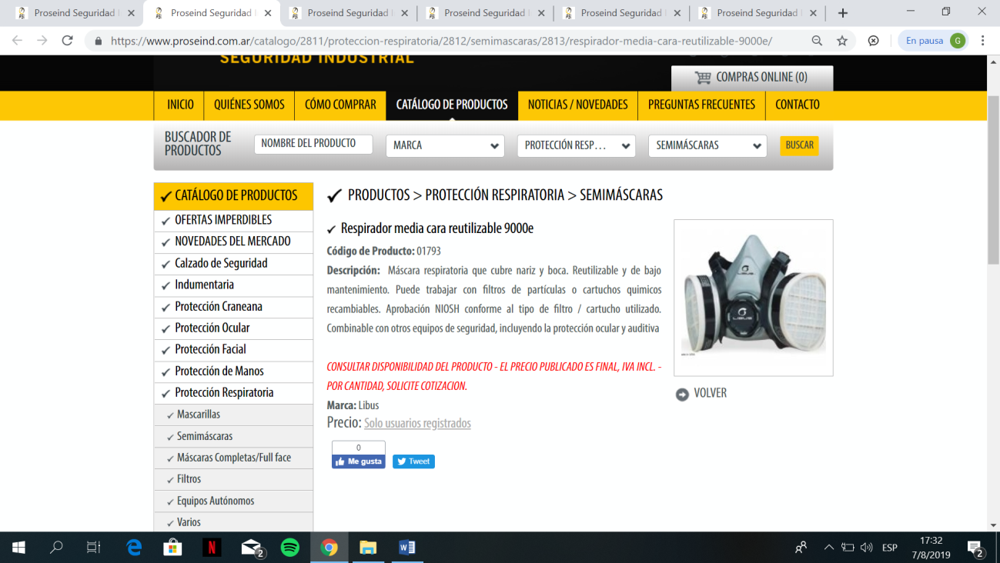 Proseind Seguridad I
Proseind Seguridad I
Proseind Seguridad I
Proseind Seguridad I
Proseind Seguridad I
Proseind Seguridad I
https://www.proseind.com.ar/catalogo/2811/proteccion-respiratoria/2812/semimascaras/2813/respirador-media-cara-reutilizable-9000e/
En pausa G
SEGURIDAD INDUSTRIAL
COMPRAS ONLINE (0)
INICIO QUIÉNES SOMOS CÓMO COMPRAR CATÁLOGO DE PRODUCTOS NOTICIAS / NOVEDADES PREGUNTAS FRECUENTES CONTACTO
BUSCADOR DE
PRODUCTOS
NOMBRE DEL PRODUCTO MARCA PROTECCIÓN RESP... SEMIMÁSCARAS BUSCAR
CATÁLOGO DE PRODUCTOS
OFERTAS IMPERDIBLES
NOVEDADES DEL MERCADO
Calzado de Seguridad
Indumentaria
Protección Craneana
Protección Ocular
Protección Facial
Protección de Manos
Protección Respiratoria
Mascarillas
Semimáscaras
Máscaras Completas/Full face
Filtros
Equipos Autónomos
Varios
PRODUCTOS > PROTECCIÓN RESPIRATORIA > SEMIMÁSCARAS
Respirador media cara reutilizable 9000e
Código de Producto: 01793
Descripción: Máscara respiratoria que cubre nariz y boca. Reutilizable y de bajo
mantenimiento. Puede trabajar con filtros de partículas o cartuchos quimicos
recambiables. Aprobación NIOSH conforme al tipo de filtro / cartucho utilizado.
Combinable con otros equipos de seguridad, incluyendo la protección ocular y auditiva
CONSULTAR DISPONIBILIDAD DEL PRODUCTO - EL PRECIO PUBLICADO ES FINAL, IVA INCL. -
POR CANTIDAD, SOLICITE COTIZACION.
Marca: Libus
Precio: Solo usuarios registrados
0
Me gusta Tweet
LIBUS
LIBUS
VOLVER
2
ESP
17:32
7/8/2019
2